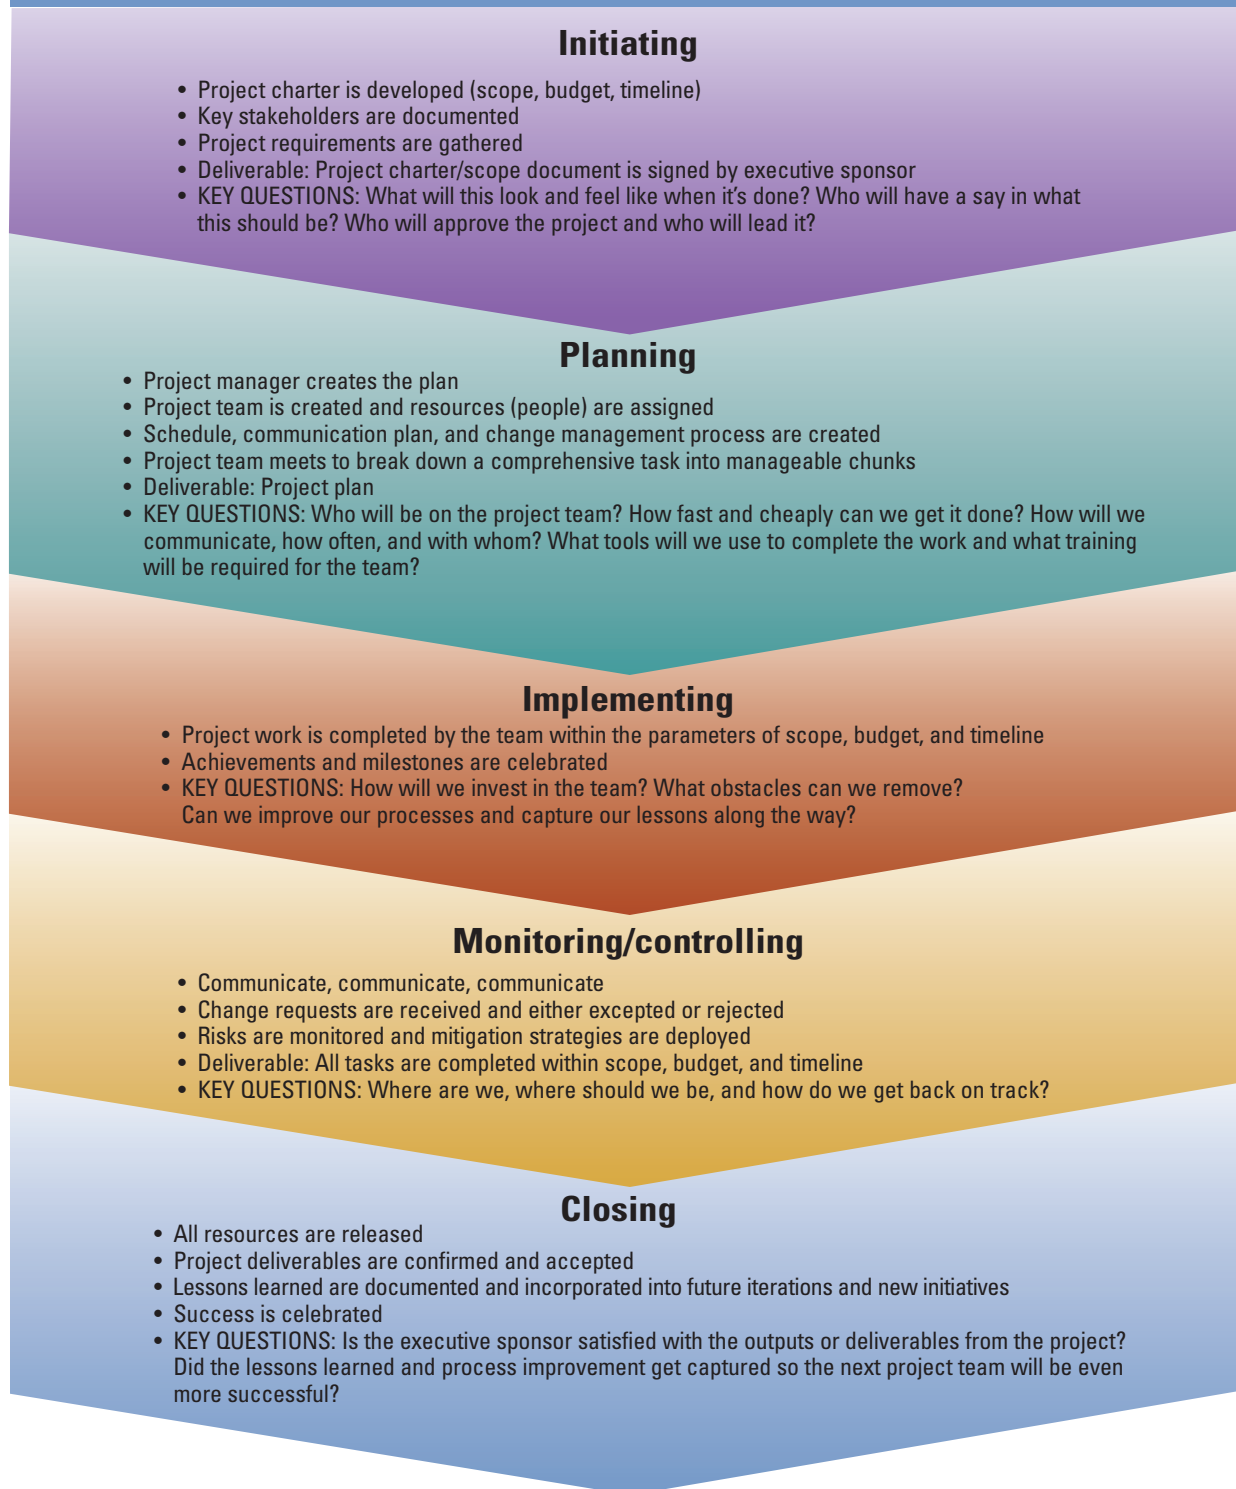 Initiating
• Project charter is developed (scope, budget, timeline)
• Key stakeholders are documented
• Project requirements are gathered
• Deliverable: Project charter/scope document is signed by executive sponsor
• KEY QUESTIONS: What will this look and feel like when it's done? Who will have a say in what
this should be? Who will approve the project and who will lead it?
Planning
• Project manager creates the plan
• Project team is created and resources (people) are assigned
• Schedule, communication plan, and change management process are created
• Project team meets to break down a comprehensive task into manageable chunks
• Deliverable: Project plan
• KEY QUESTIONS: Who will be on the project team? How fast and cheaply can we get it done? How will we
communicate, how often, and with whom? What tools will we use to complete the work and what training
will be required for the team?
Implementing
• Project work is completed by the team within the parameters of scope, budget, and timeline
• Achievements and milestones are celebrated
• KEY QUESTIONS: How will we invest in the team? What obstacles can we remove?
Can we improve our processes and capture our lessons along the way?
Monitoring/controlling
• Communicate, communicate, communicate
• Change requests are received and either excepted or rejected
• Risks are monitored and mitigation strategies are deployed
• Deliverable: All tasks are completed within scope, budget, and timeline
• KEY QUESTIONS: Where are we, where should we be, and how do we get back on track?
Closing
• All resources are released
• Project deliverables are confirmed and accepted
• Lessons learned are documented and incorporated into future iterations and new initiatives
• Success is celebrated
• KEY QUESTIONS: Is the executive sponsor satisfied with the outputs or deliverables from the project?
Did the lessons learned and process improvement get captured so the next project team will be even
more successful?